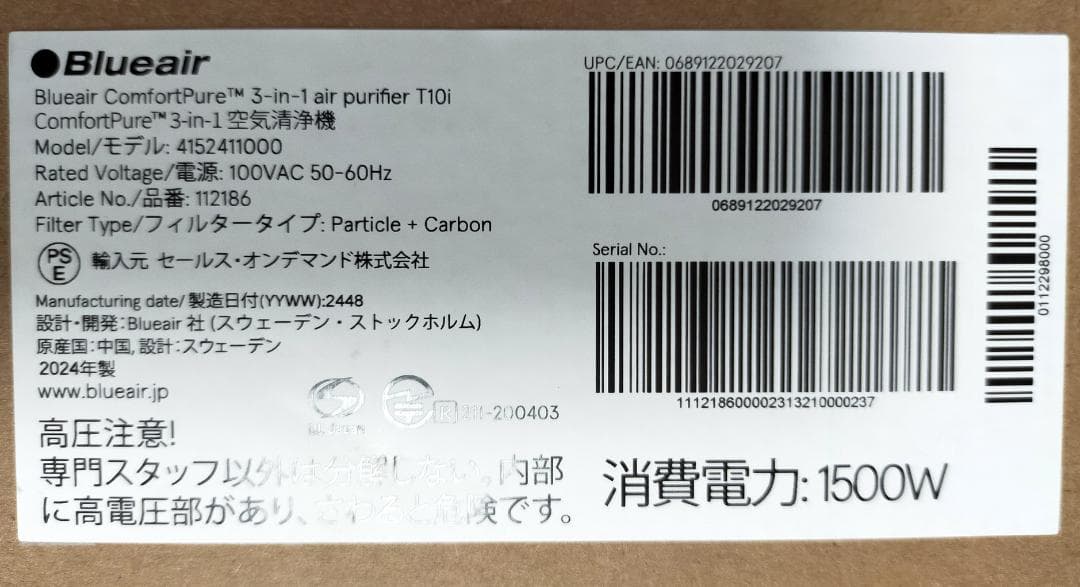 Blueair
Blueair ComfortPure™ 3-in-1 air purifier T10i
ComfortPure™ 3-in-1 空気清浄機
Model/モデル: 4152411000
Rated Voltage/電源: 100VAC 50-60Hz
Article No./品番: 112186
Filter Type/フィルタータイプ: Particle + Carbon
PS
E
輸入元 セールス・オンデマンド株式会社
Manufacturing date/ 製造日付(YYWW):2448
設計・開発:Blueair 社 (スウェーデン・ストックホルム)
原産国:中国, 設計:スウェーデン
2024年製
www.blueair.jp
R 211-200403
高圧注意!
専門スタッフ以外は分解しない。内部
に高電圧部があり、さわると危険です。
UPC/EAN: 0689122029207
0689122029207
Serial No.:
111218600002313210000237
消費電力: 1500W
0112298000